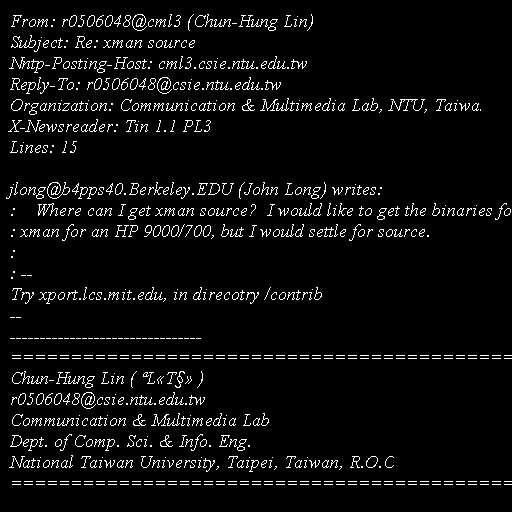 From: r0506048@cml3 (Chun-Hung Lin)
Subject: Re: xman source
Nntp-Posting-Host: cml3.csie.ntu.edu.tw
Reply-To: r0506048@csie.ntu.edu.tw
Organization: Communication & Multimedia Lab, NTU, Taiwa.
X-Newsreader: Tin 1.1 PL3
Lines: 15

jlong@b4pps40.Berkeley.EDU (John Long) writes:
:    Where can I get xman source?  I would like to get the binaries fo
: xman for an HP 9000/700, but I would settle for source.
:
: --
Try xport.lcs.mit.edu, in direcotry /contrib
--
--------------------------------
==========================================
Chun-Hung Lin ( ªL«T§» )
r0506048@csie.ntu.edu.tw
Communication & Multimedia Lab
Dept. of Comp. Sci. & Info. Eng.
National Taiwan University, Taipei, Taiwan, R.O.C
==========================================